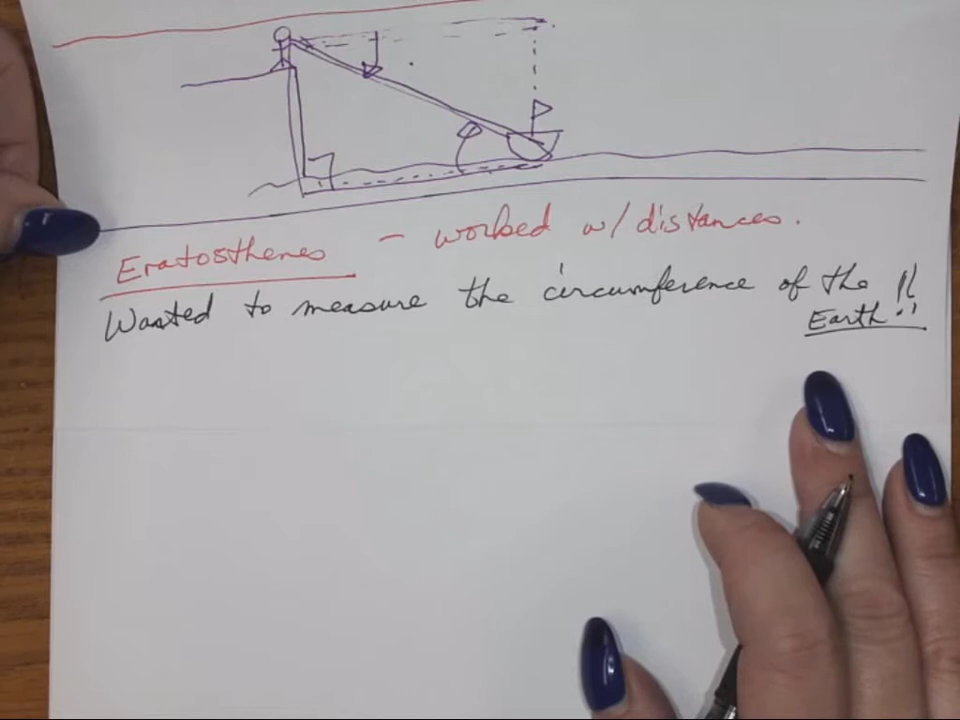 Eratosthenes - worked w/ distances.
Wanted to measure the circumference of the !!
Earth!!